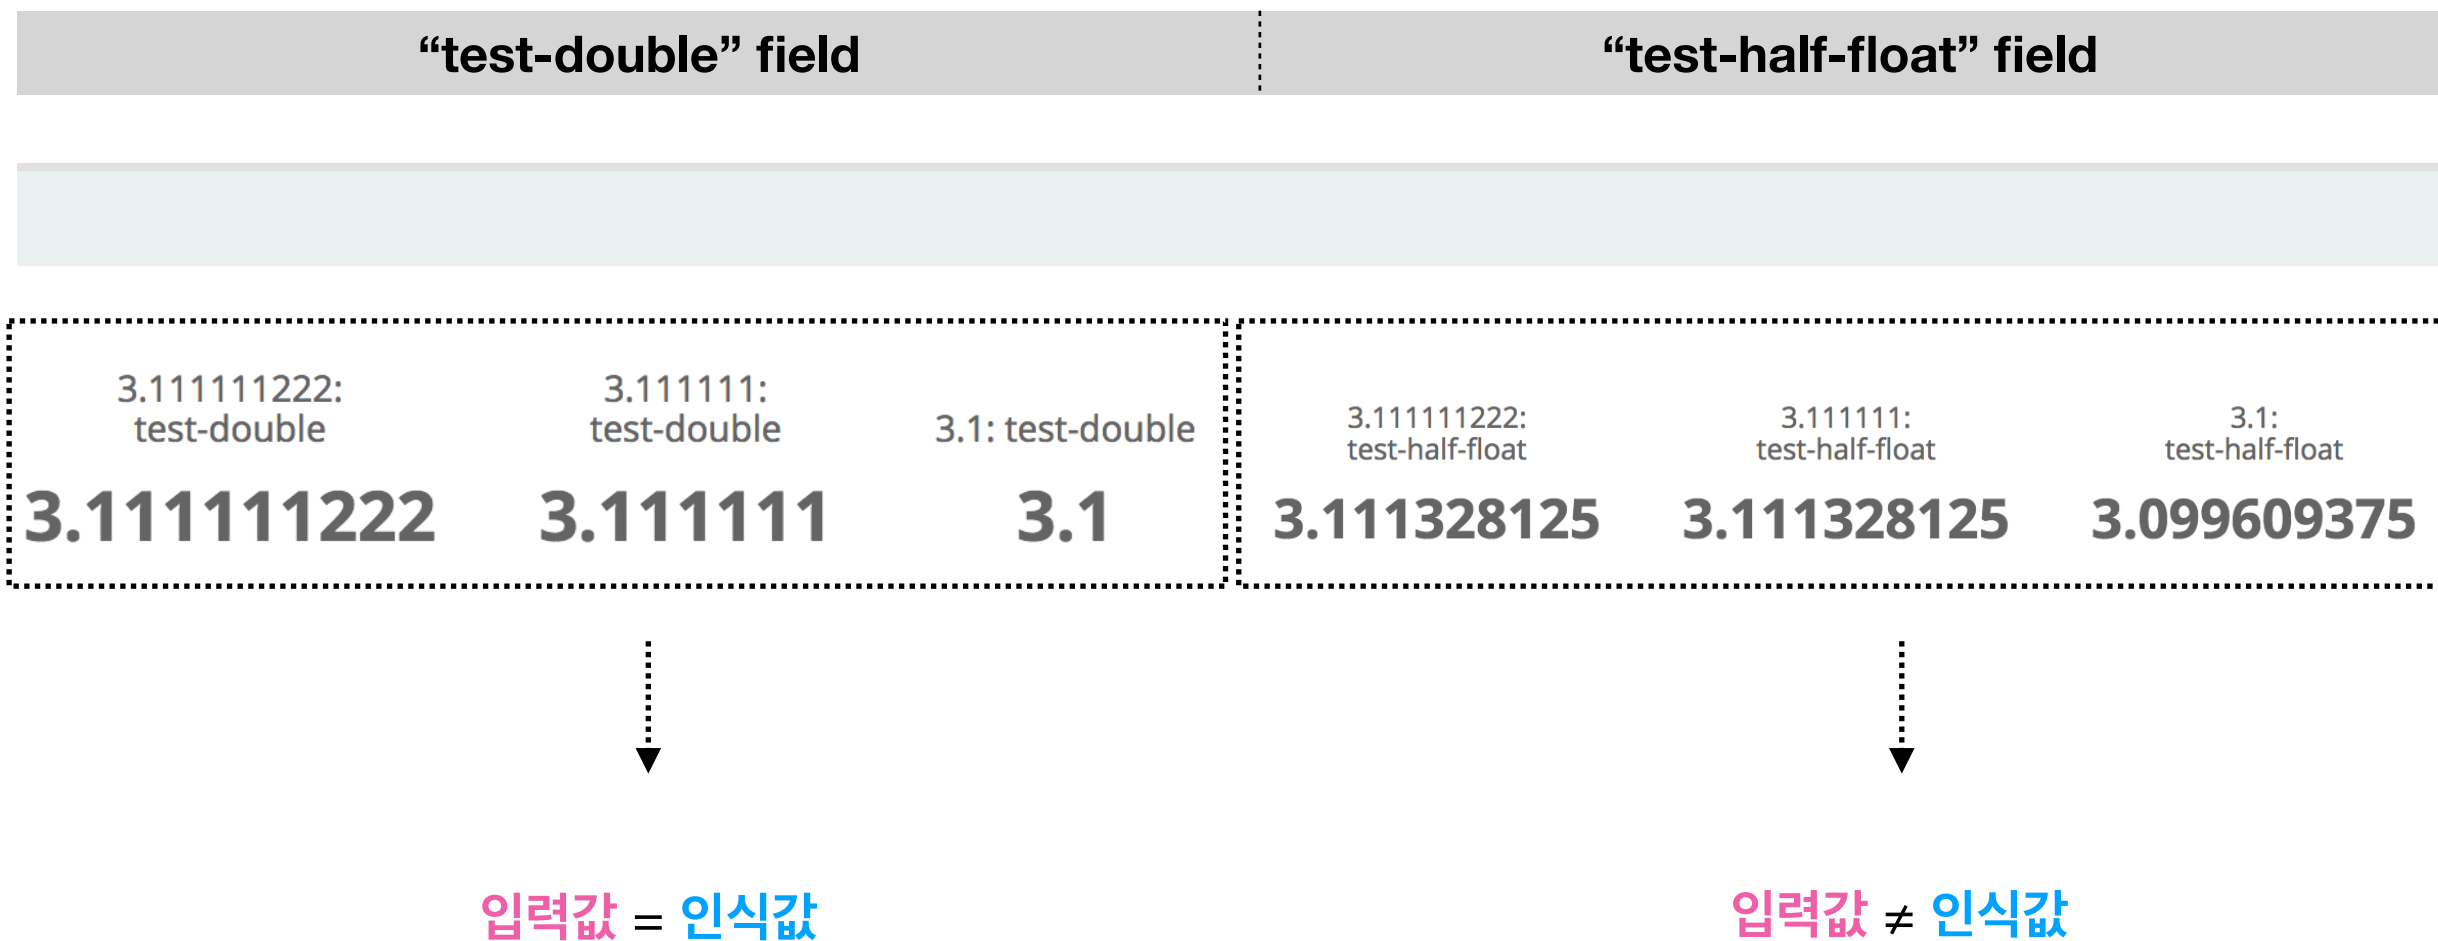 “test-double” field
“test-half-float” field
3.111111222:
test-double
3.111111222
3.111111:
test-double
3.111111
3.1: test-double
3.1
3.111111222:
test-half-float
3.111328125
3.111111:
test-half-float
3.111328125
3.1:
test-half-float
3.099609375
입력값 = 인식값
입력값 ≠ 인식값